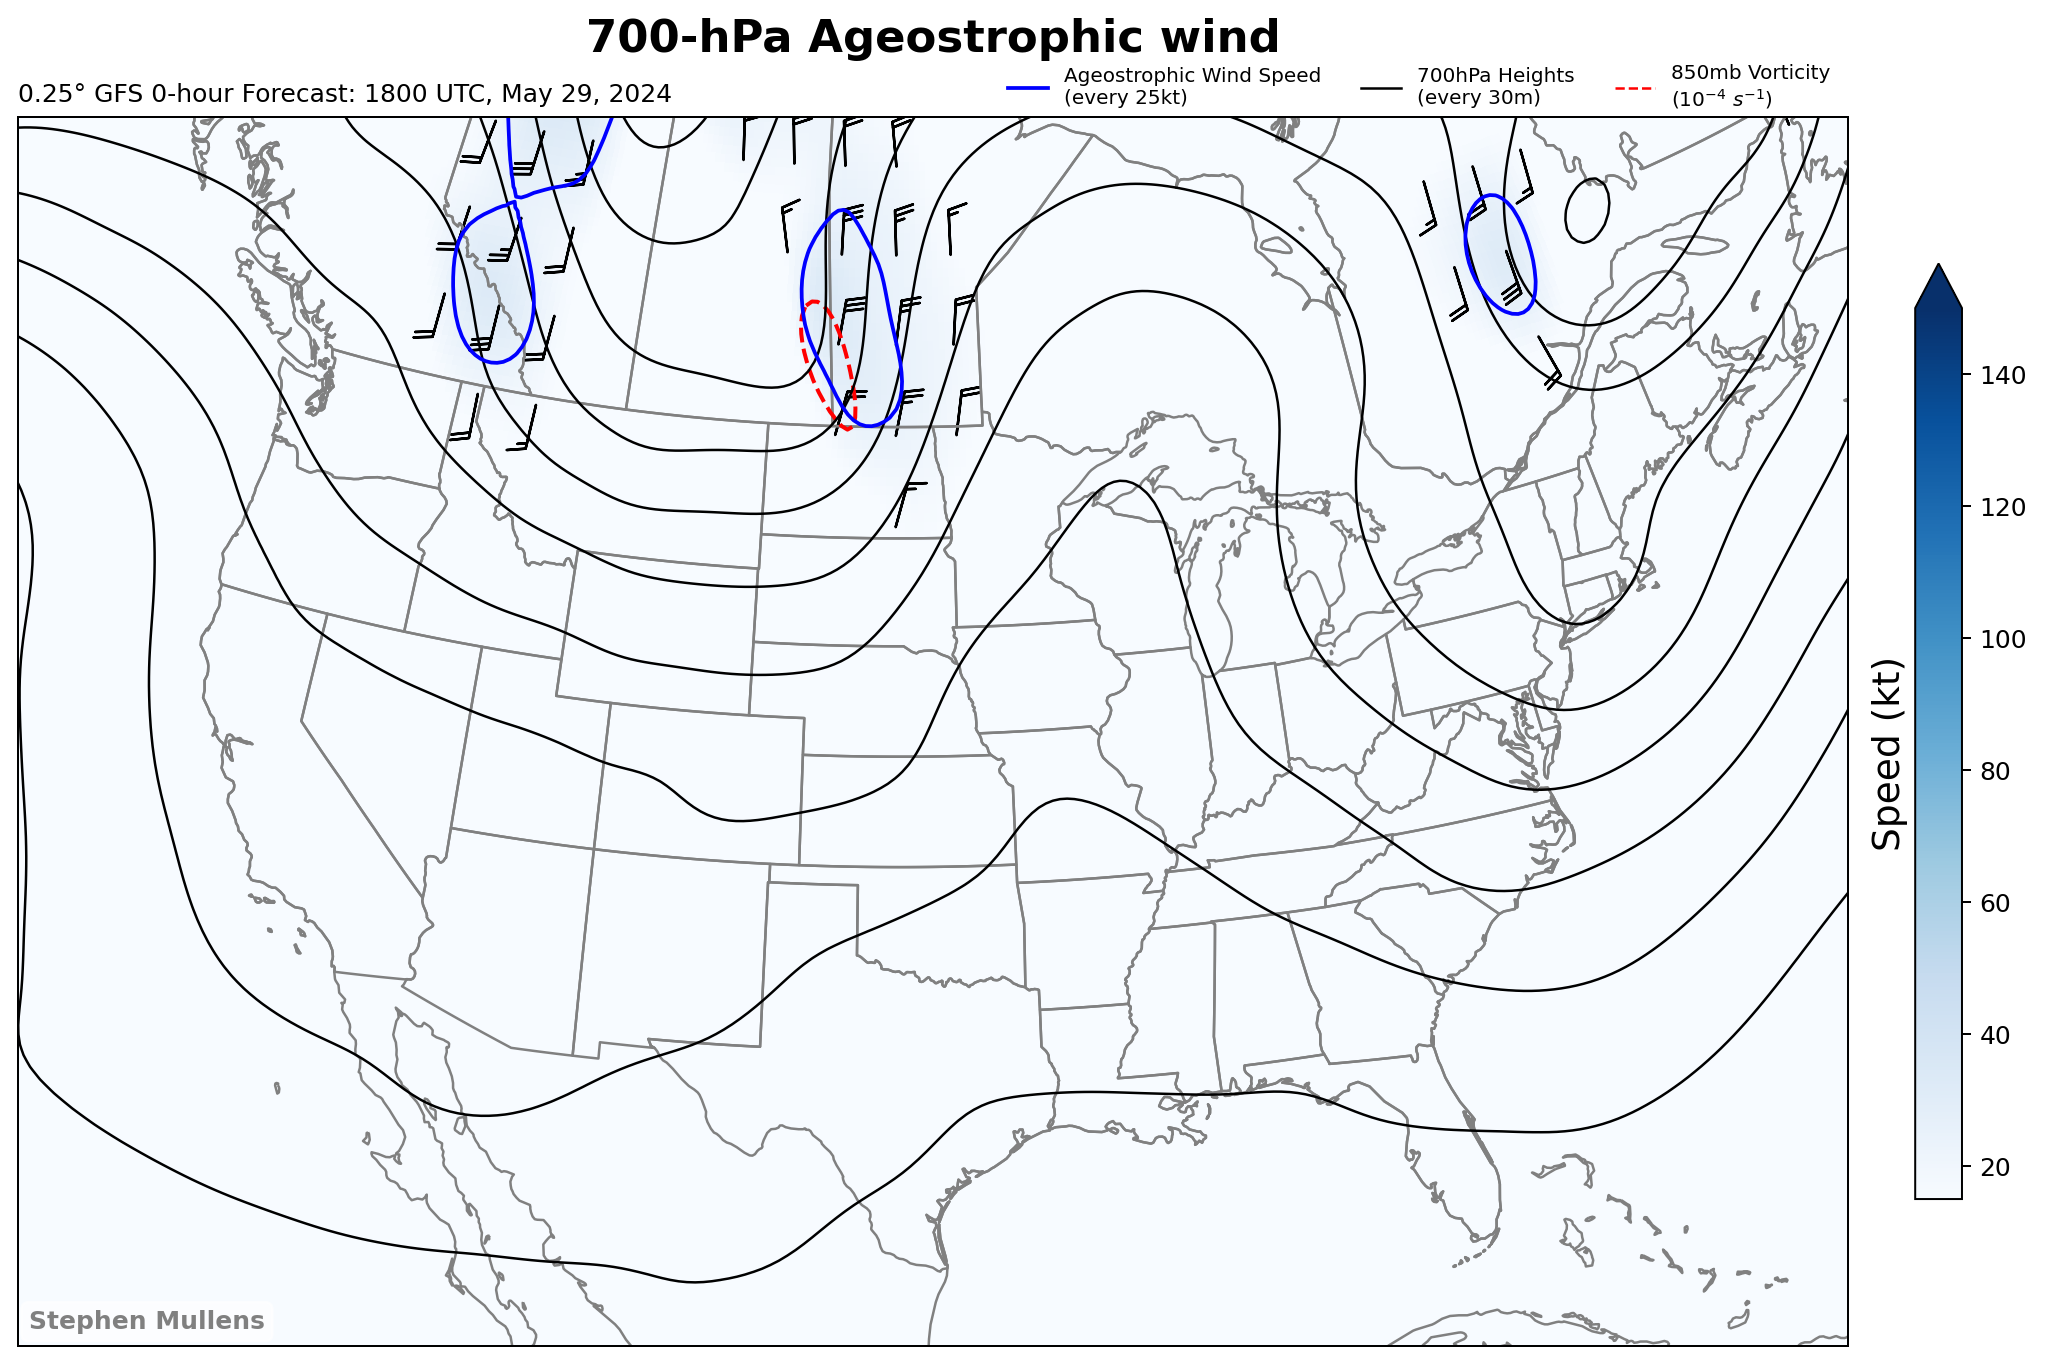 700-hPa Ageostrophic wind
0.25° GFS 0-hour Forecast: 1800 UTC, May 29, 2024
Ageostrophic Wind Speed
(every 25kt)
700hPa Heights
(every 30m)
850mb Vorticity
(10⁻⁴ s⁻¹)
140
120
100
80
60
40
20
Speed (kt)
Stephen Mullens